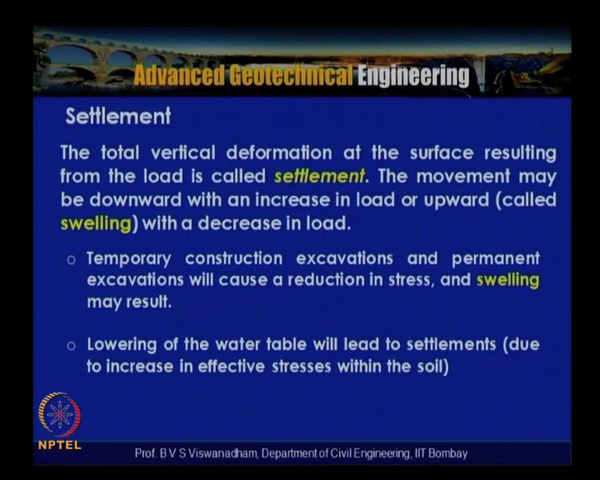 Advanced Geotechnical Engineering
Settlement
The total vertical deformation at the surface resulting
from the load is called settlement. The movement may
be downward with an increase in load or upward (called
swelling) with a decrease in load.
o Temporary construction excavations and permanent
excavations will cause a reduction in stress, and swelling
may result.
o Lowering of the water table will lead to settlements (due
to increase in effective stresses within the soil)
NPTEL
Prof. B V S Viswanadham, Department of Civil Engineering, IIT Bombay